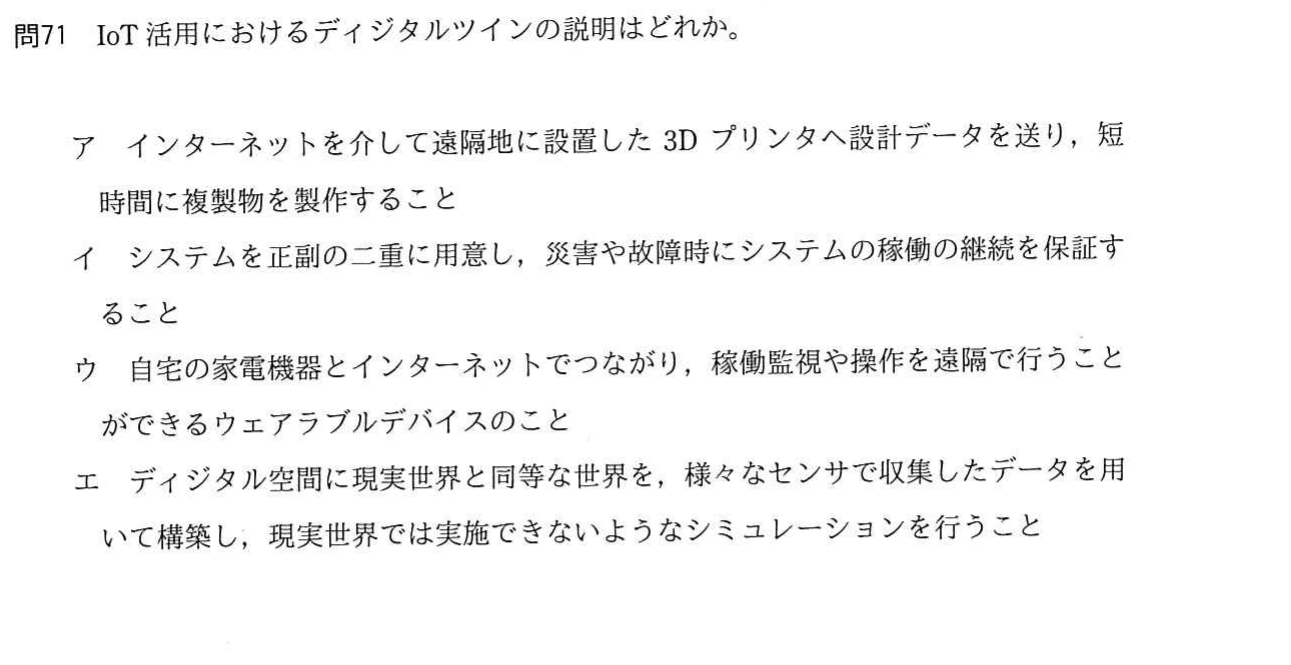 問71 IoT 活用におけるディジタルツインの説明はどれか。
ア インターネットを介して遠隔地に設置した 3D プリンタへ設計データを送り，短
時間に複製物を製作すること
イ システムを正副の二重に用意し，災害や故障時にシステムの稼働の継続を保証す
ること
ウ 自宅の家電機器とインターネットでつながり，稼働監視や操作を遠隔で行うこと
ができるウェアラブルデバイスのこと
エ ディジタル空間に現実世界と同等な世界を，様々なセンサで収集したデータを用
いて構築し，現実世界では実施できないようなシミュレーションを行うこと